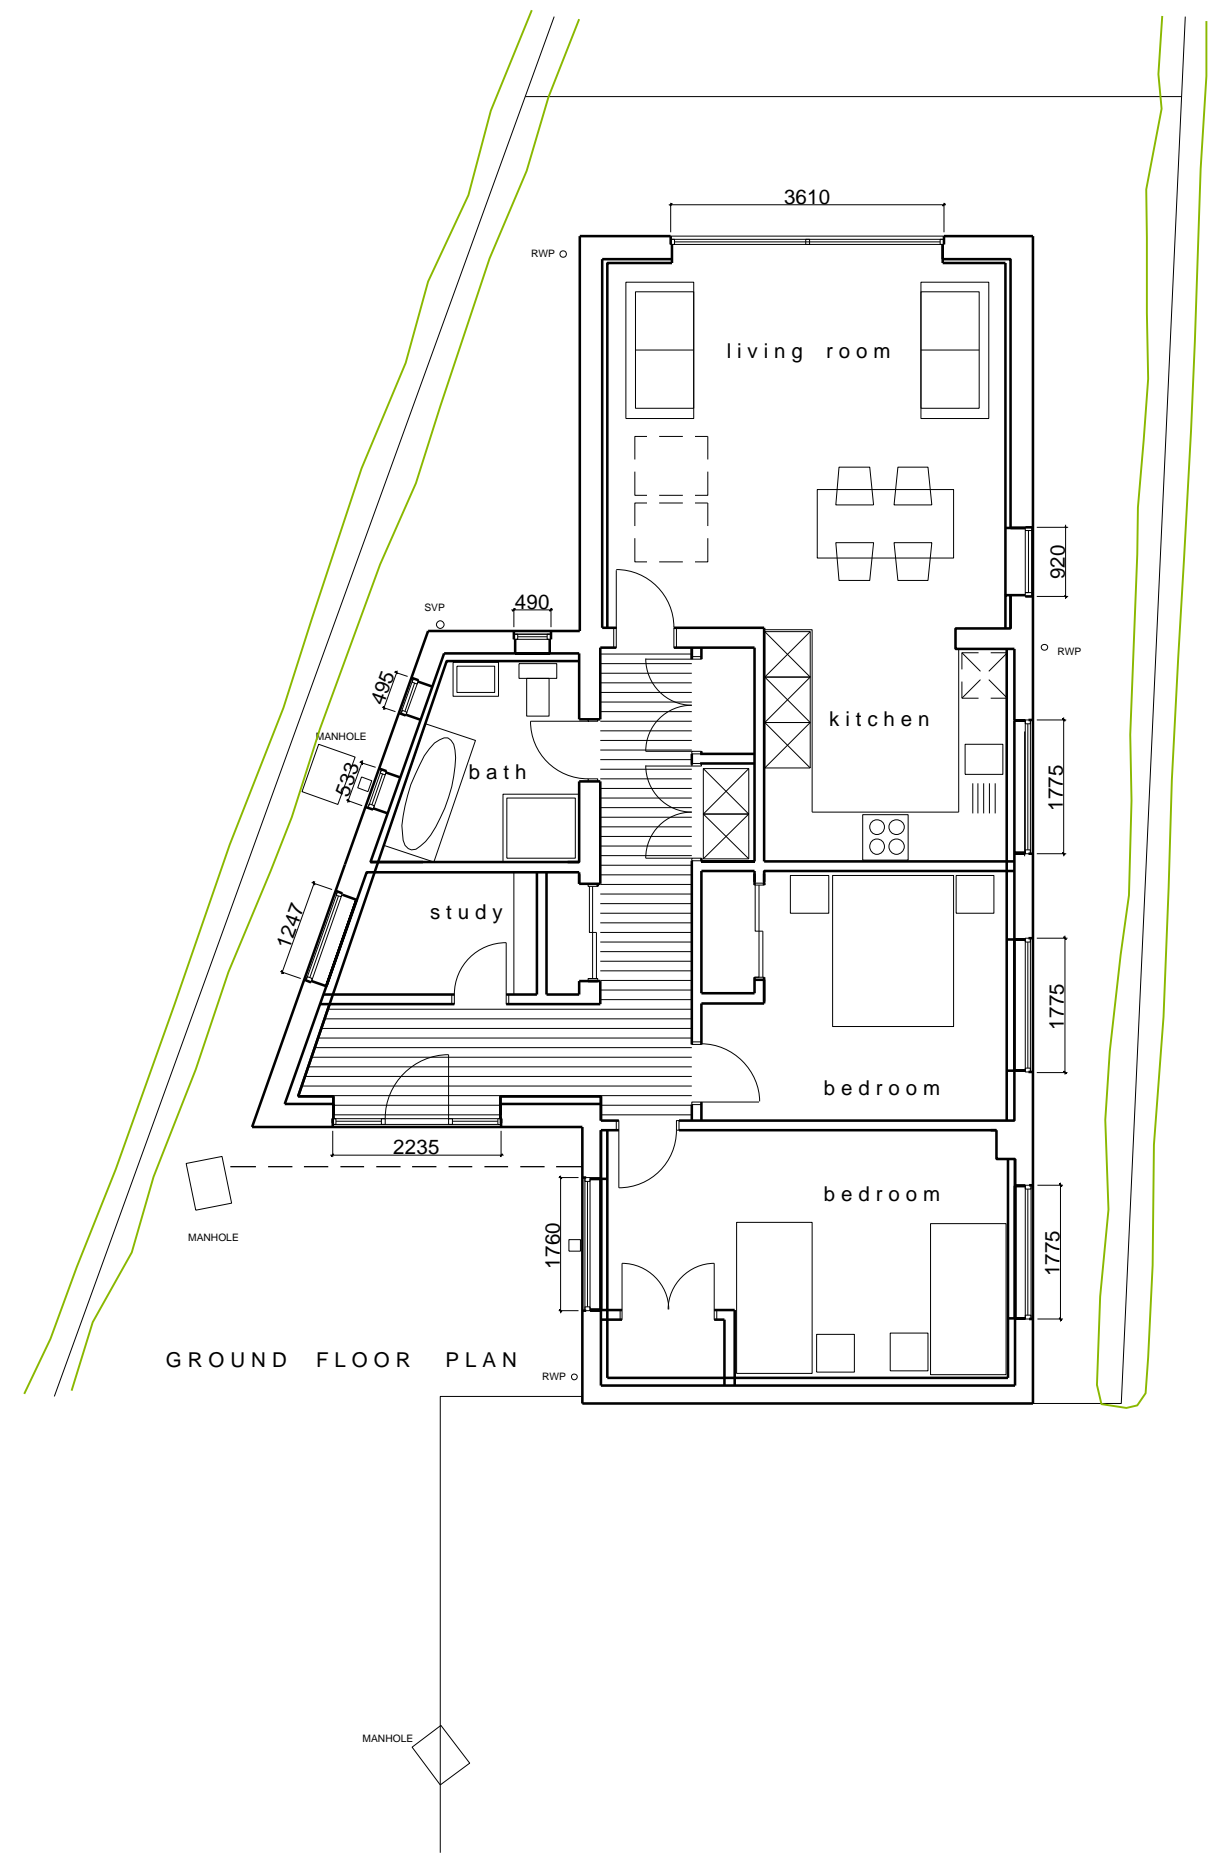 3610
RWP
living room
920
490
SVP
RWP
495
kitchen
MANHOLE
533
bath
1775
1247
study
1775
bedroom
2235
bedroom
MANHOLE
1760
1775
GROUND FLOOR PLAN
RWP
MANHOLE